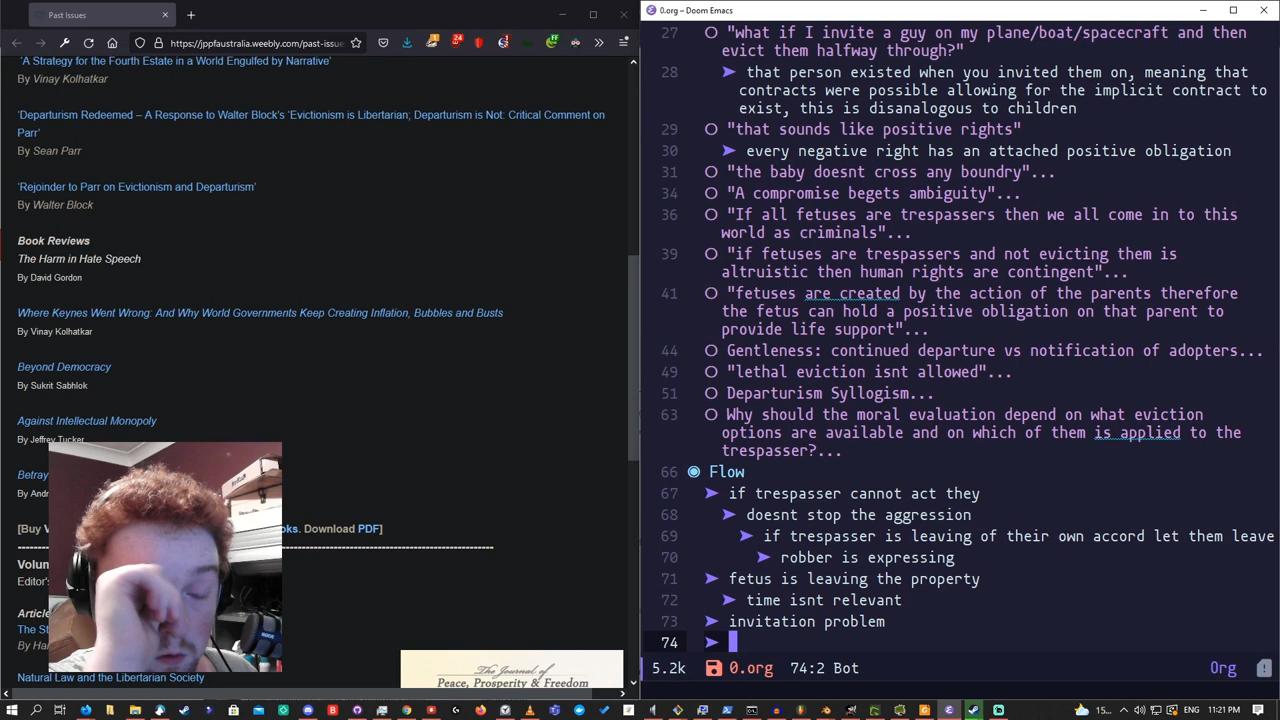 Past Issues
https://jppfaustralia.weebly.com/past-issue
'A Strategy for the Fourth Estate in a World Engulfed by Narrative'
By Vinay Kolhatkar
'Departurism Redeemed – A Response to Walter Block's 'Evictionism is Libertarian; Departurism is Not: Critical Comment on
Parr'
By Sean Parr
'Rejoinder to Parr on Evictionism and Departurism'
By Walter Block
Book Reviews
The Harm in Hate Speech
By David Gordon
Where Keynes Went Wrong: And Why World Governments Keep Creating Inflation, Bubbles and Busts
By Vinay Kolhatkar
Beyond Democracy
By Sukrit Sabhlok
Against Intellectual Monopoly
By Jeffrey Tucker
Betray
By Andr
[Buy V
oks. Download PDF]
Volum
Editor's
Article
The St
By Ha
Natural Law and the Libertarian Society
The Journal of
Peace, Prosperity & Freedom
0.org – Doom Emacs
27 "what if I invite a guy on my plane/boat/spacecraft and then
evict them halfway through?"
28 that person existed when you invited them on, meaning that
contracts were possible allowing for the implicit contract to
exist, this is disanalogous to children
29 "that sounds like positive rights"
30 every negative right has an attached positive obligation
31 "the baby doesnt cross any boundry"...
34 "A compromise begets ambiguity"...
36 "If all fetuses are trespassers then we all come in to this
world as criminals"...
39 "if fetuses are trespassers and not evicting them is
altruistic then human rights are contingent"...
41 "fetuses are created by the action of the parents therefore
the fetus can hold a positive obligation on that parent to
provide life support"...
44 Gentleness: continued departure vs notification of adopters...
49 "lethal eviction isnt allowed"...
51 Departurism Syllogism...
63 Why should the moral evaluation depend on what eviction
options are available and on which of them is applied to the
trespasser?...
66 Flow
67 if trespasser cannot act they
68 doesnt stop the aggression
69 if trespasser is leaving of their own accord let them leave
70 robber is expressing
71 fetus is leaving the property
72 time isnt relevant
73 invitation problem
74
5.2k 0.org 74:2 Bot Org
15... ENG 11:21 PM